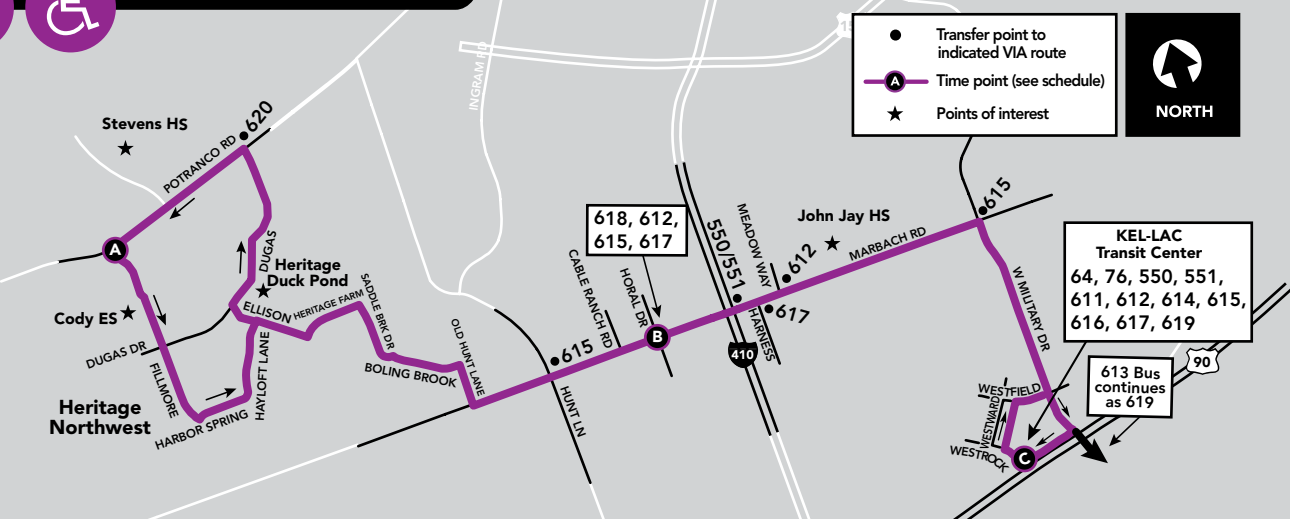 Transfer point to
indicated VIA route
A
Time point (see schedule)
Points of interest
NORTH
INGRAM RD
Stevens HS
POTRANCO RD
620
A
Cody ES
DUGAS DR
FILLMORE
Heritage
Northwest
HARBOR SPRING
HAYLOFT LANE
DUGAS
Heritage
Duck Pond
ELLISON
HERITAGE FARM
SADDLE BRK DR
BOLING BROOK
OLD HUNT LANE
615
HUNT LN
CABLE RANCH RD
HORAL DR
618, 612,
615, 617
B
550/551
410
MEADOW WAY
HARNESS
612
617
John Jay HS
MARBACH RD
615
W MILITARY DR
KEL-LAC
Transit Center
64, 76, 550, 551,
611, 612, 614, 615,
616, 617, 619
90
613 Bus
continues
as 619
WESTFIELD
WESTWARD
WESTROCK
C